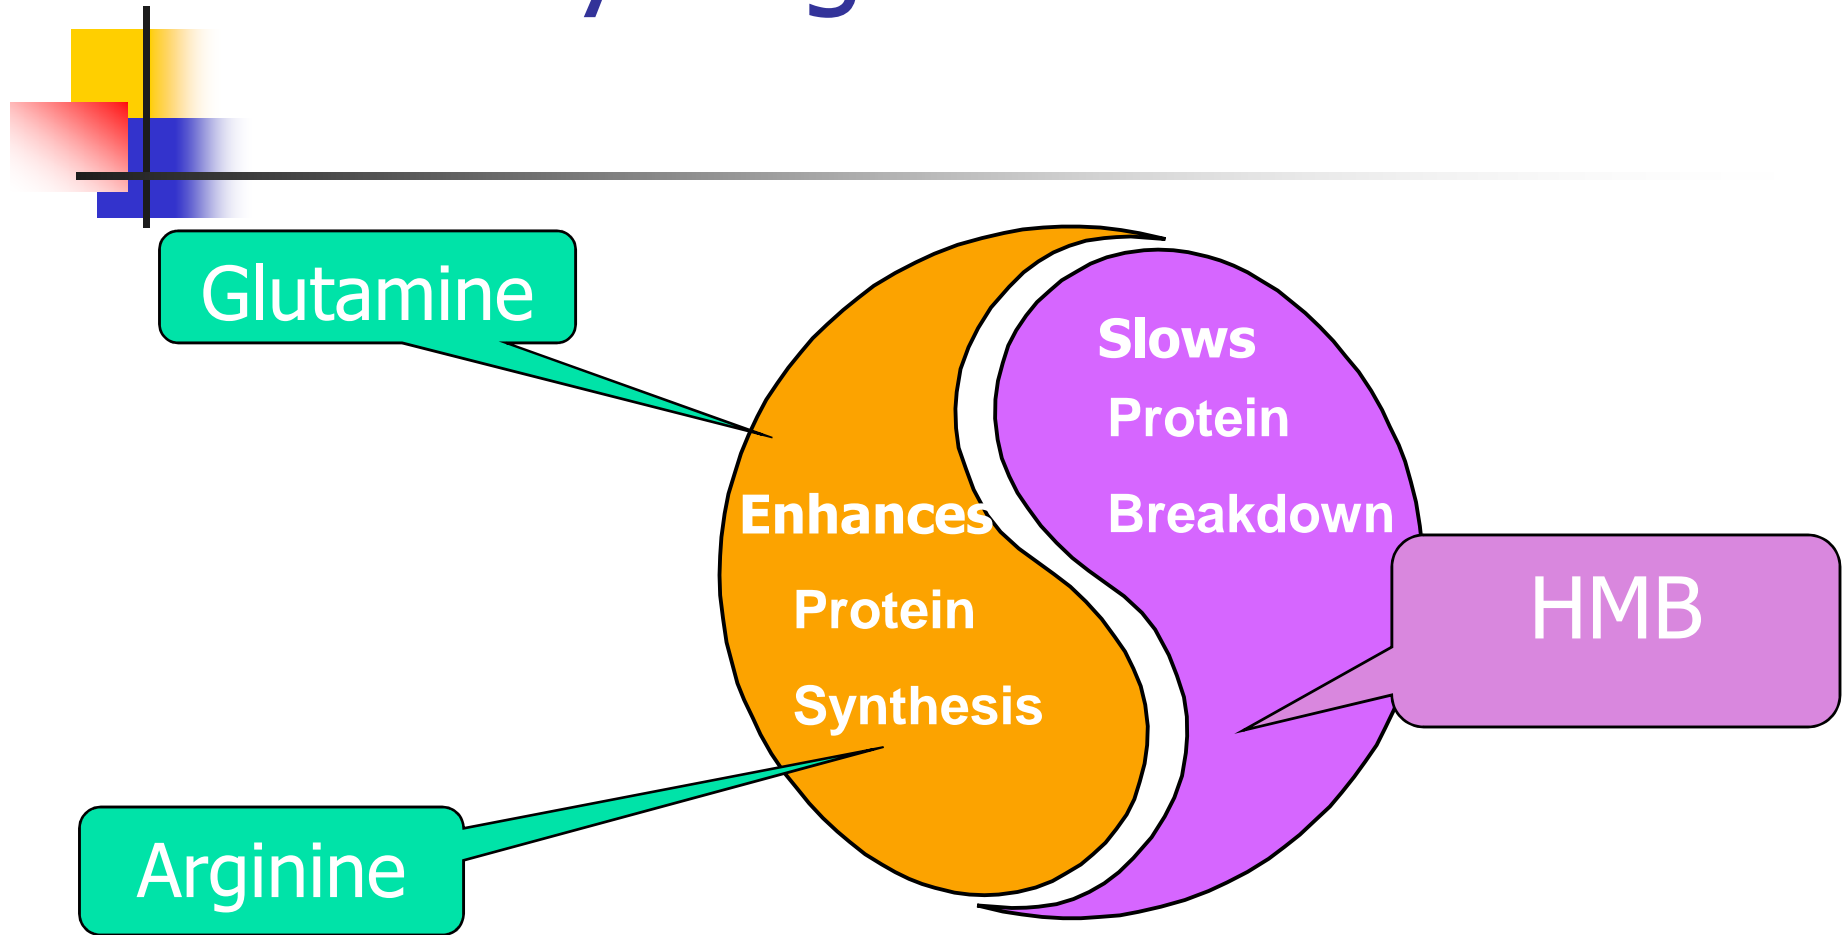 Glutamine
Slows
Protein
Breakdown
Enhances
Protein
Synthesis
HMB
Arginine